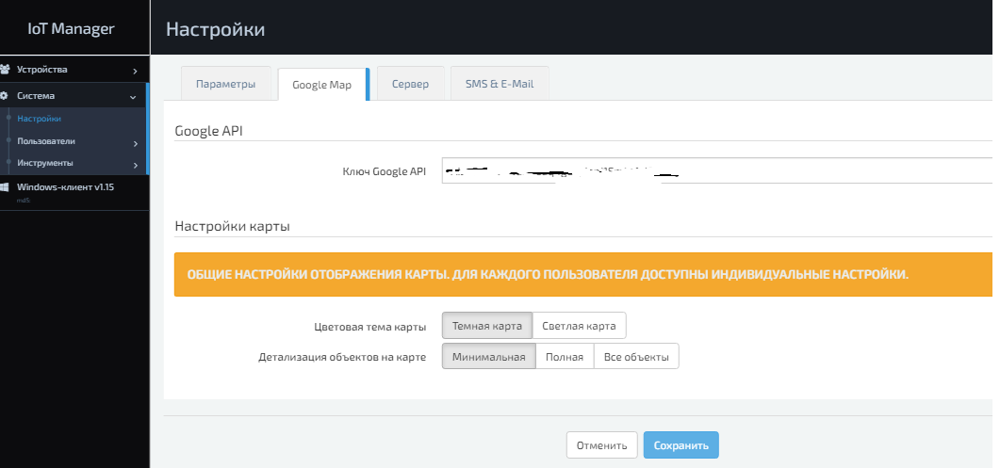 IoT Manager
Настройки
Устройства
Система
Настройки
Пользователи
Инструменты
Windows-клиент v1.15
md5:
Параметры
Google Map
Сервер
SMS & E-Mail
Google API
Ключ Google API
Настройки карты
ОБЩИЕ НАСТРОЙКИ ОТОБРАЖЕНИЯ КАРТЫ. ДЛЯ КАЖДОГО ПОЛЬЗОВАТЕЛЯ ДОСТУПНЫ ИНДИВИДУАЛЬНЫЕ НАСТРОЙКИ.
Цветовая тема карты Темная карта Светлая карта
Детализация объектов на карте Минимальная Полная Все объекты
Отменить Сохранить